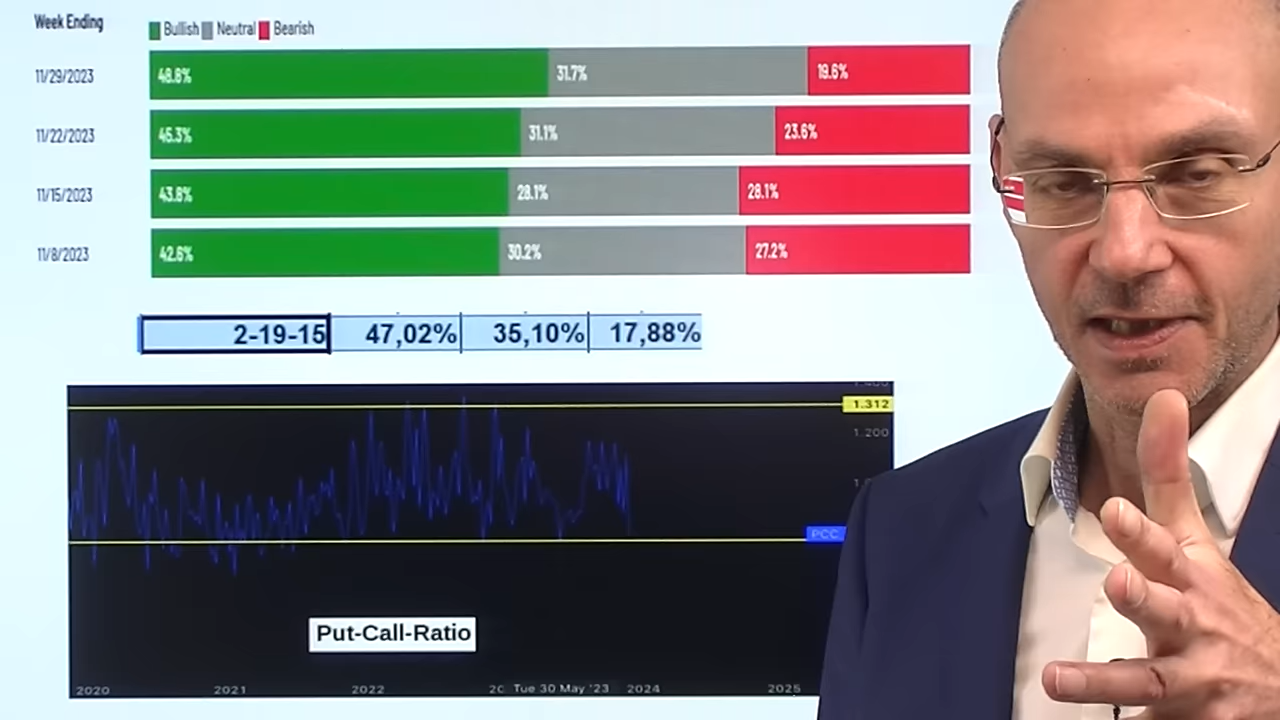 Week Ending
Bullish Neutral Bearish
11/29/2023 48.8% 31.7% 19.6%
11/22/2023 45.3% 31.1% 23.6%
11/15/2023 43.8% 28.1% 28.1%
11/8/2023 42.6% 30.2% 27.2%
2-19-15 47,02% 35,10% 17,88%
1.400
1.312
1.200
PCC
Put-Call-Ratio
2020 2021 2022 Tue 30 May '23 2024 2025